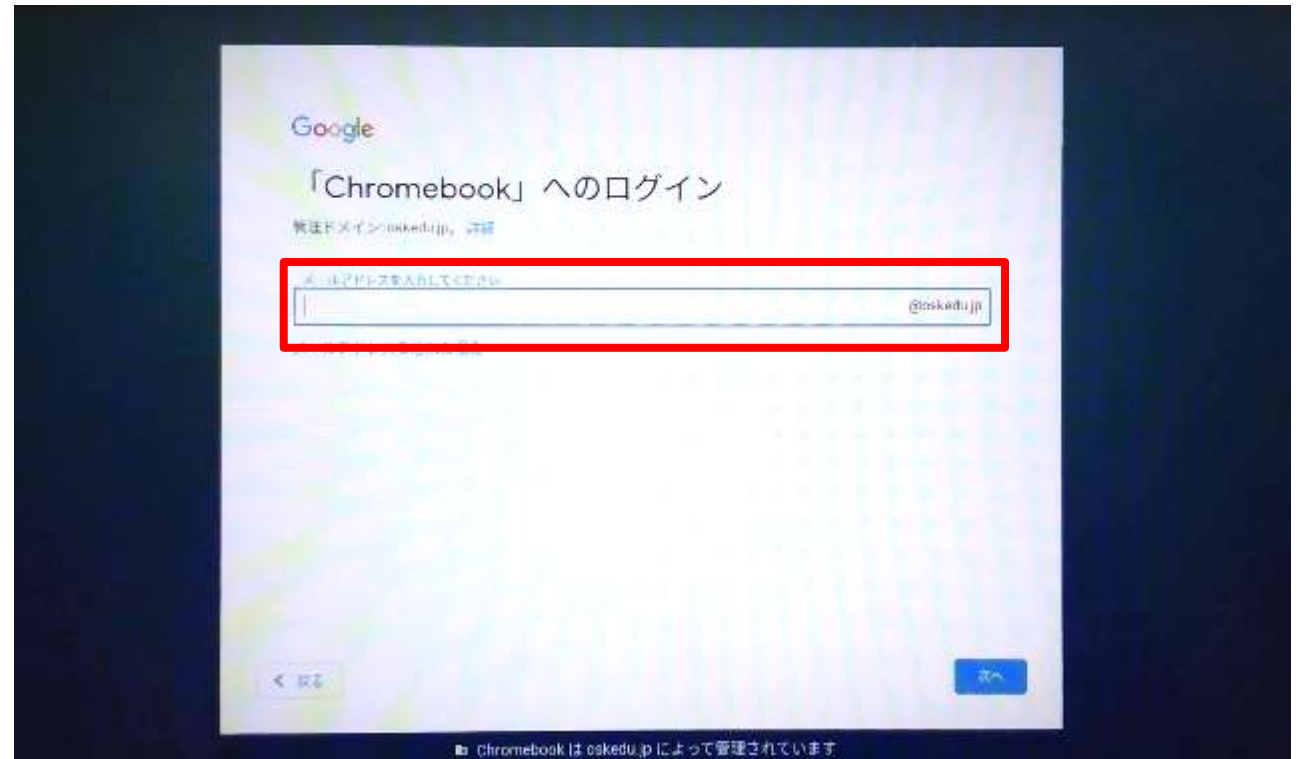 Google
「Chromebook」へのログイン
管理ドメイン:oskedu.jp。 詳細
メールアドレスを入力してください
@oskedu.jp
戻る
次へ
Chromebook は oskedu.jp によって管理されています